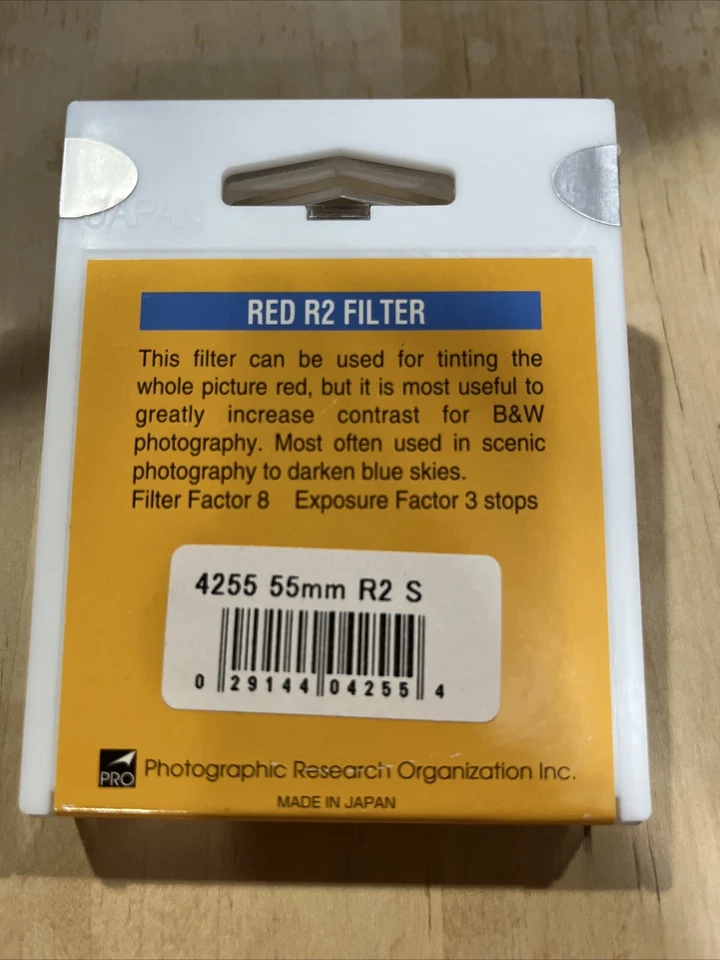 JAPAN
RED R2 FILTER
This filter can be used for tinting the
whole picture red, but it is most useful to
greatly increase contrast for B&W
photography. Most often used in scenic
photography to darken blue skies.
Filter Factor 8 Exposure Factor 3 stops
4255 55mm R2 S
0 29144 04255 4
PRO Photographic Research Organization Inc.
MADE IN JAPAN